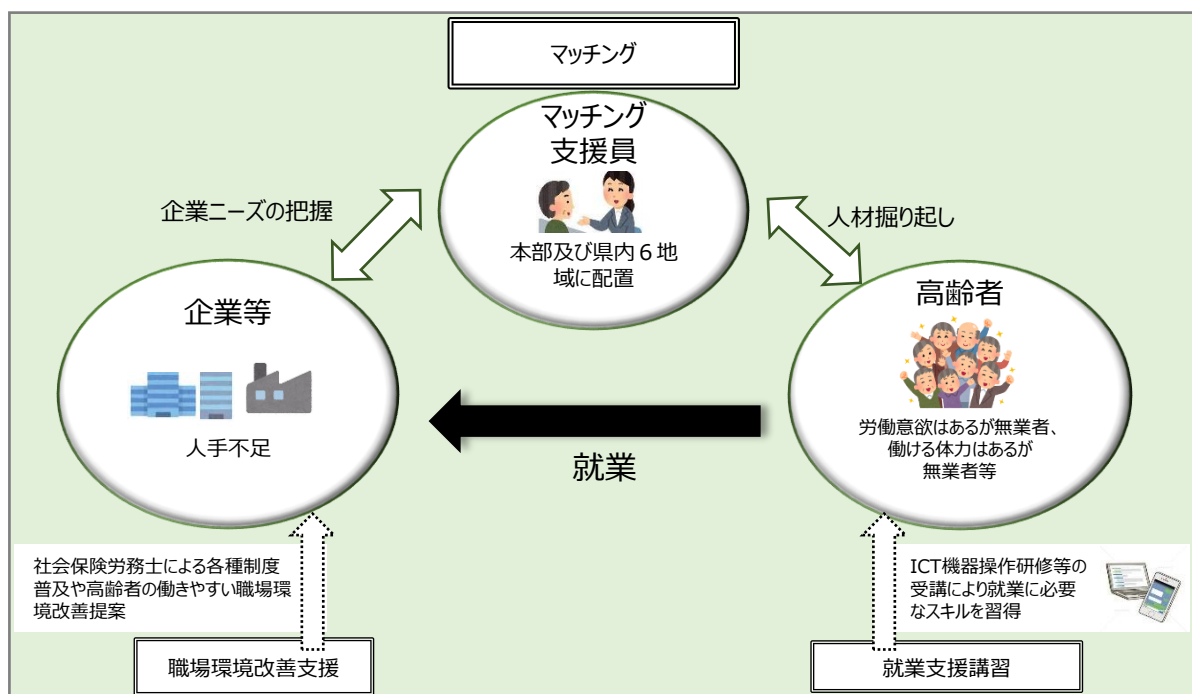 マッチング
マッチング
支援員
本部及び県内６地
域に配置
企業ニーズの把握
人材掘り起し
企業等
人手不足
高齢者
労働意欲はあるが無業者、
働ける体力はあるが
無業者等
就業
社会保険労務士による各種制度
普及や高齢者の働きやすい職場環
境改善提案
ICT機器操作研修等の
受講により就業に必要
なスキルを習得
職場環境改善支援
就業支援講習